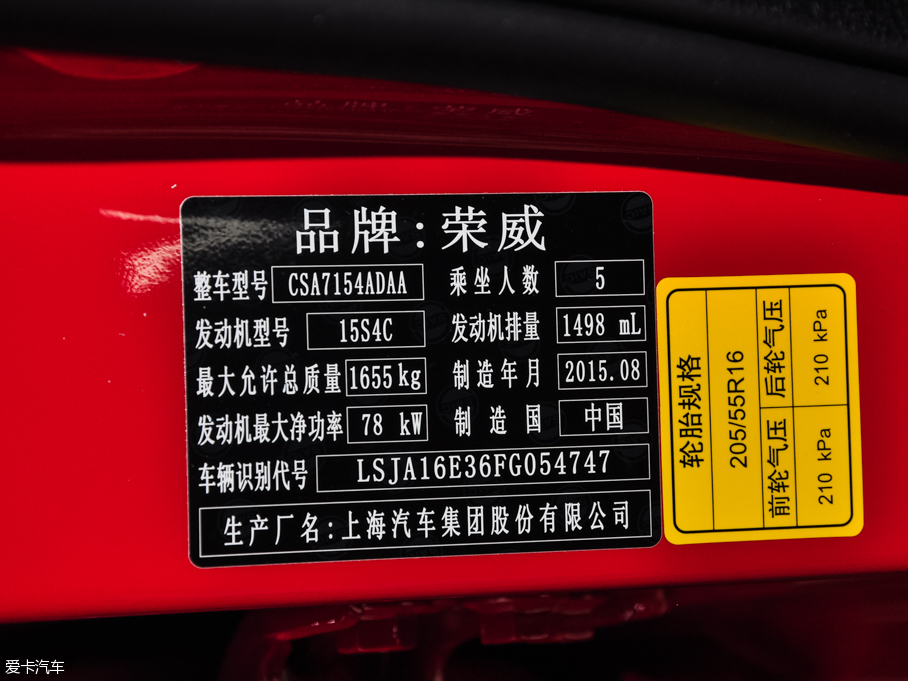 品牌:荣威
整车型号 CSA7154ADAA 乘坐人数 5
发动机型号 15S4C 发动机排量 1498 mL
最大允许总质量 1655kg 制造年月 2015.08
发动机最大净功率 78 kW 制造国 中国
车辆识别代号 LSJA16E36FG054747
生产厂名:上海汽车集团股份有限公司
轮胎规格
205/55R16
前轮气压 后轮气压
210 kPa 210 kPa
爱卡汽车